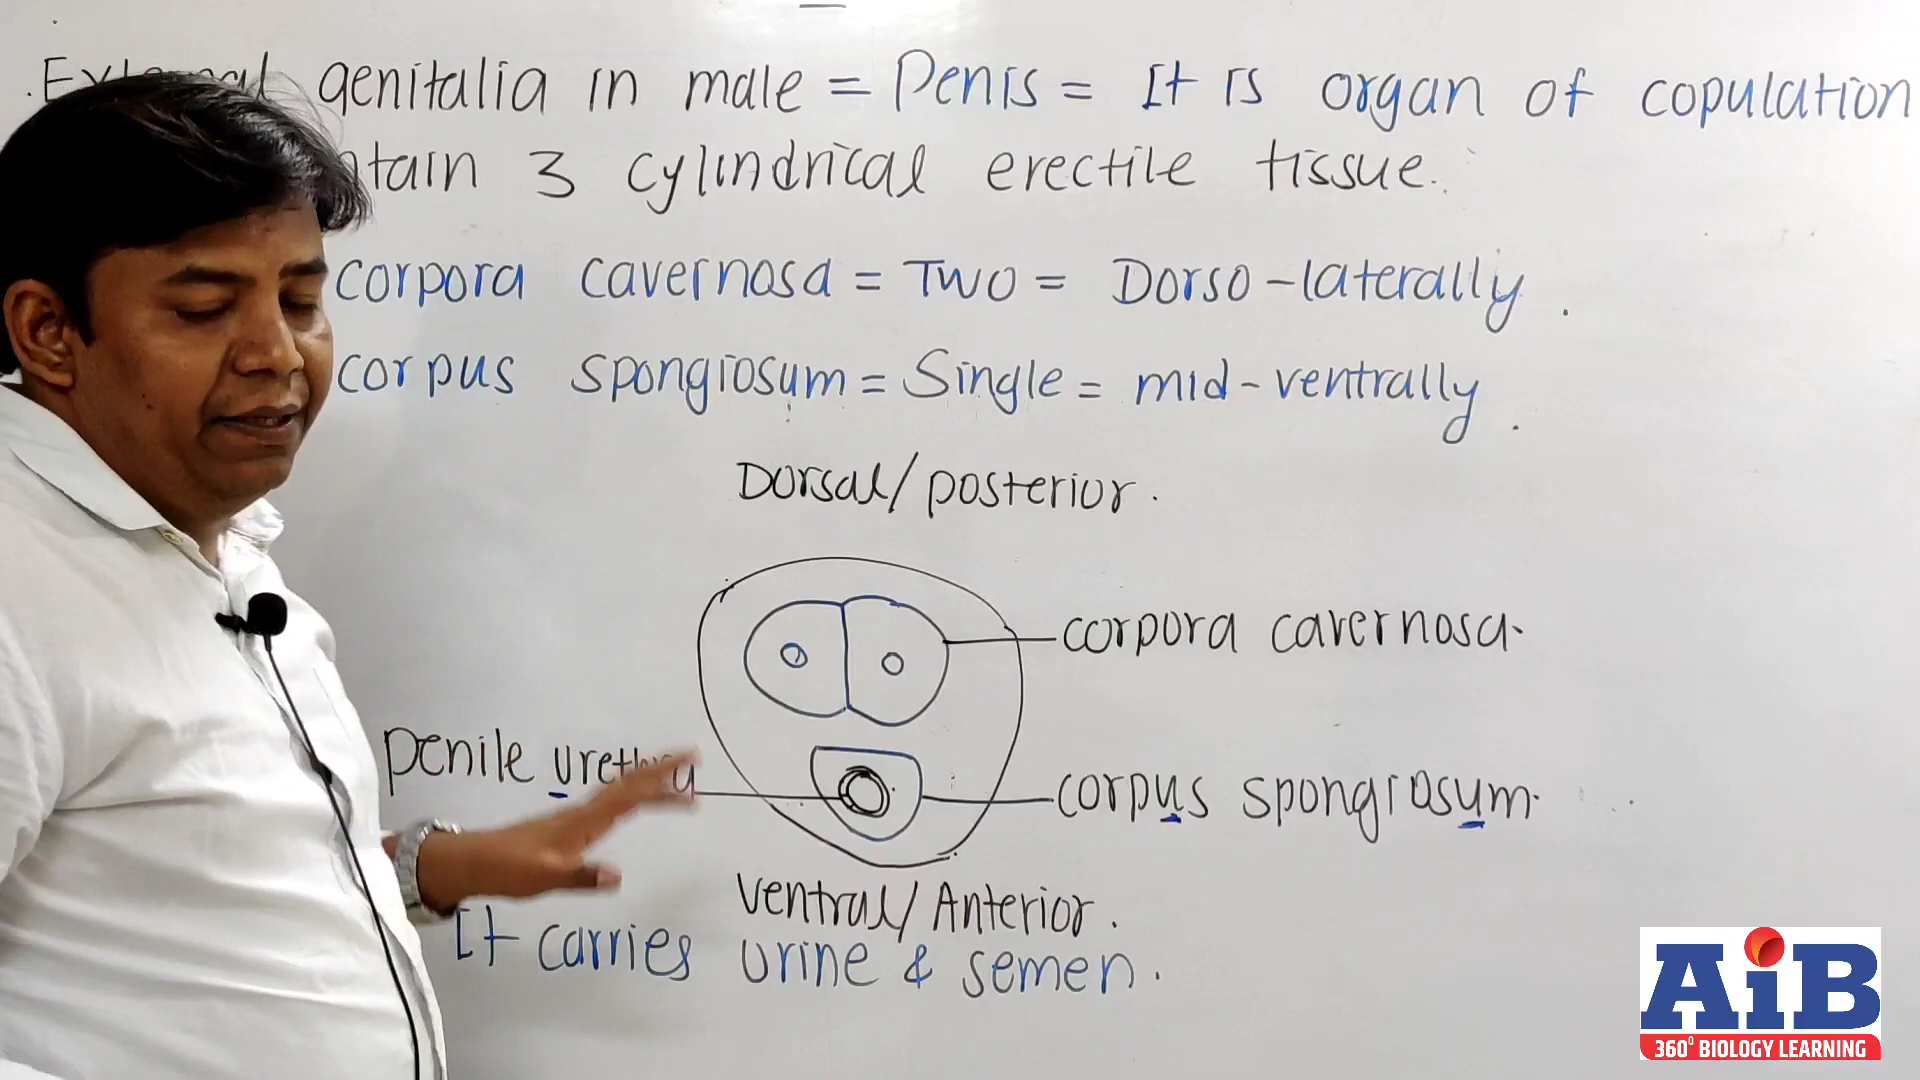 External genitalia in male = Penis = It is organ of copulation
3 cylindrical erectile tissue.
corpora cavernosa = Two = Dorso-laterally.
corpus spongiosum = Single = mid-ventrally.
Dorsal/posterior.
corpora cavernosa.
penile urethra
corpus spongiosum.
ventral/Anterior.
It carries urine & semen.
AiB
360° BIOLOGY LEARNING